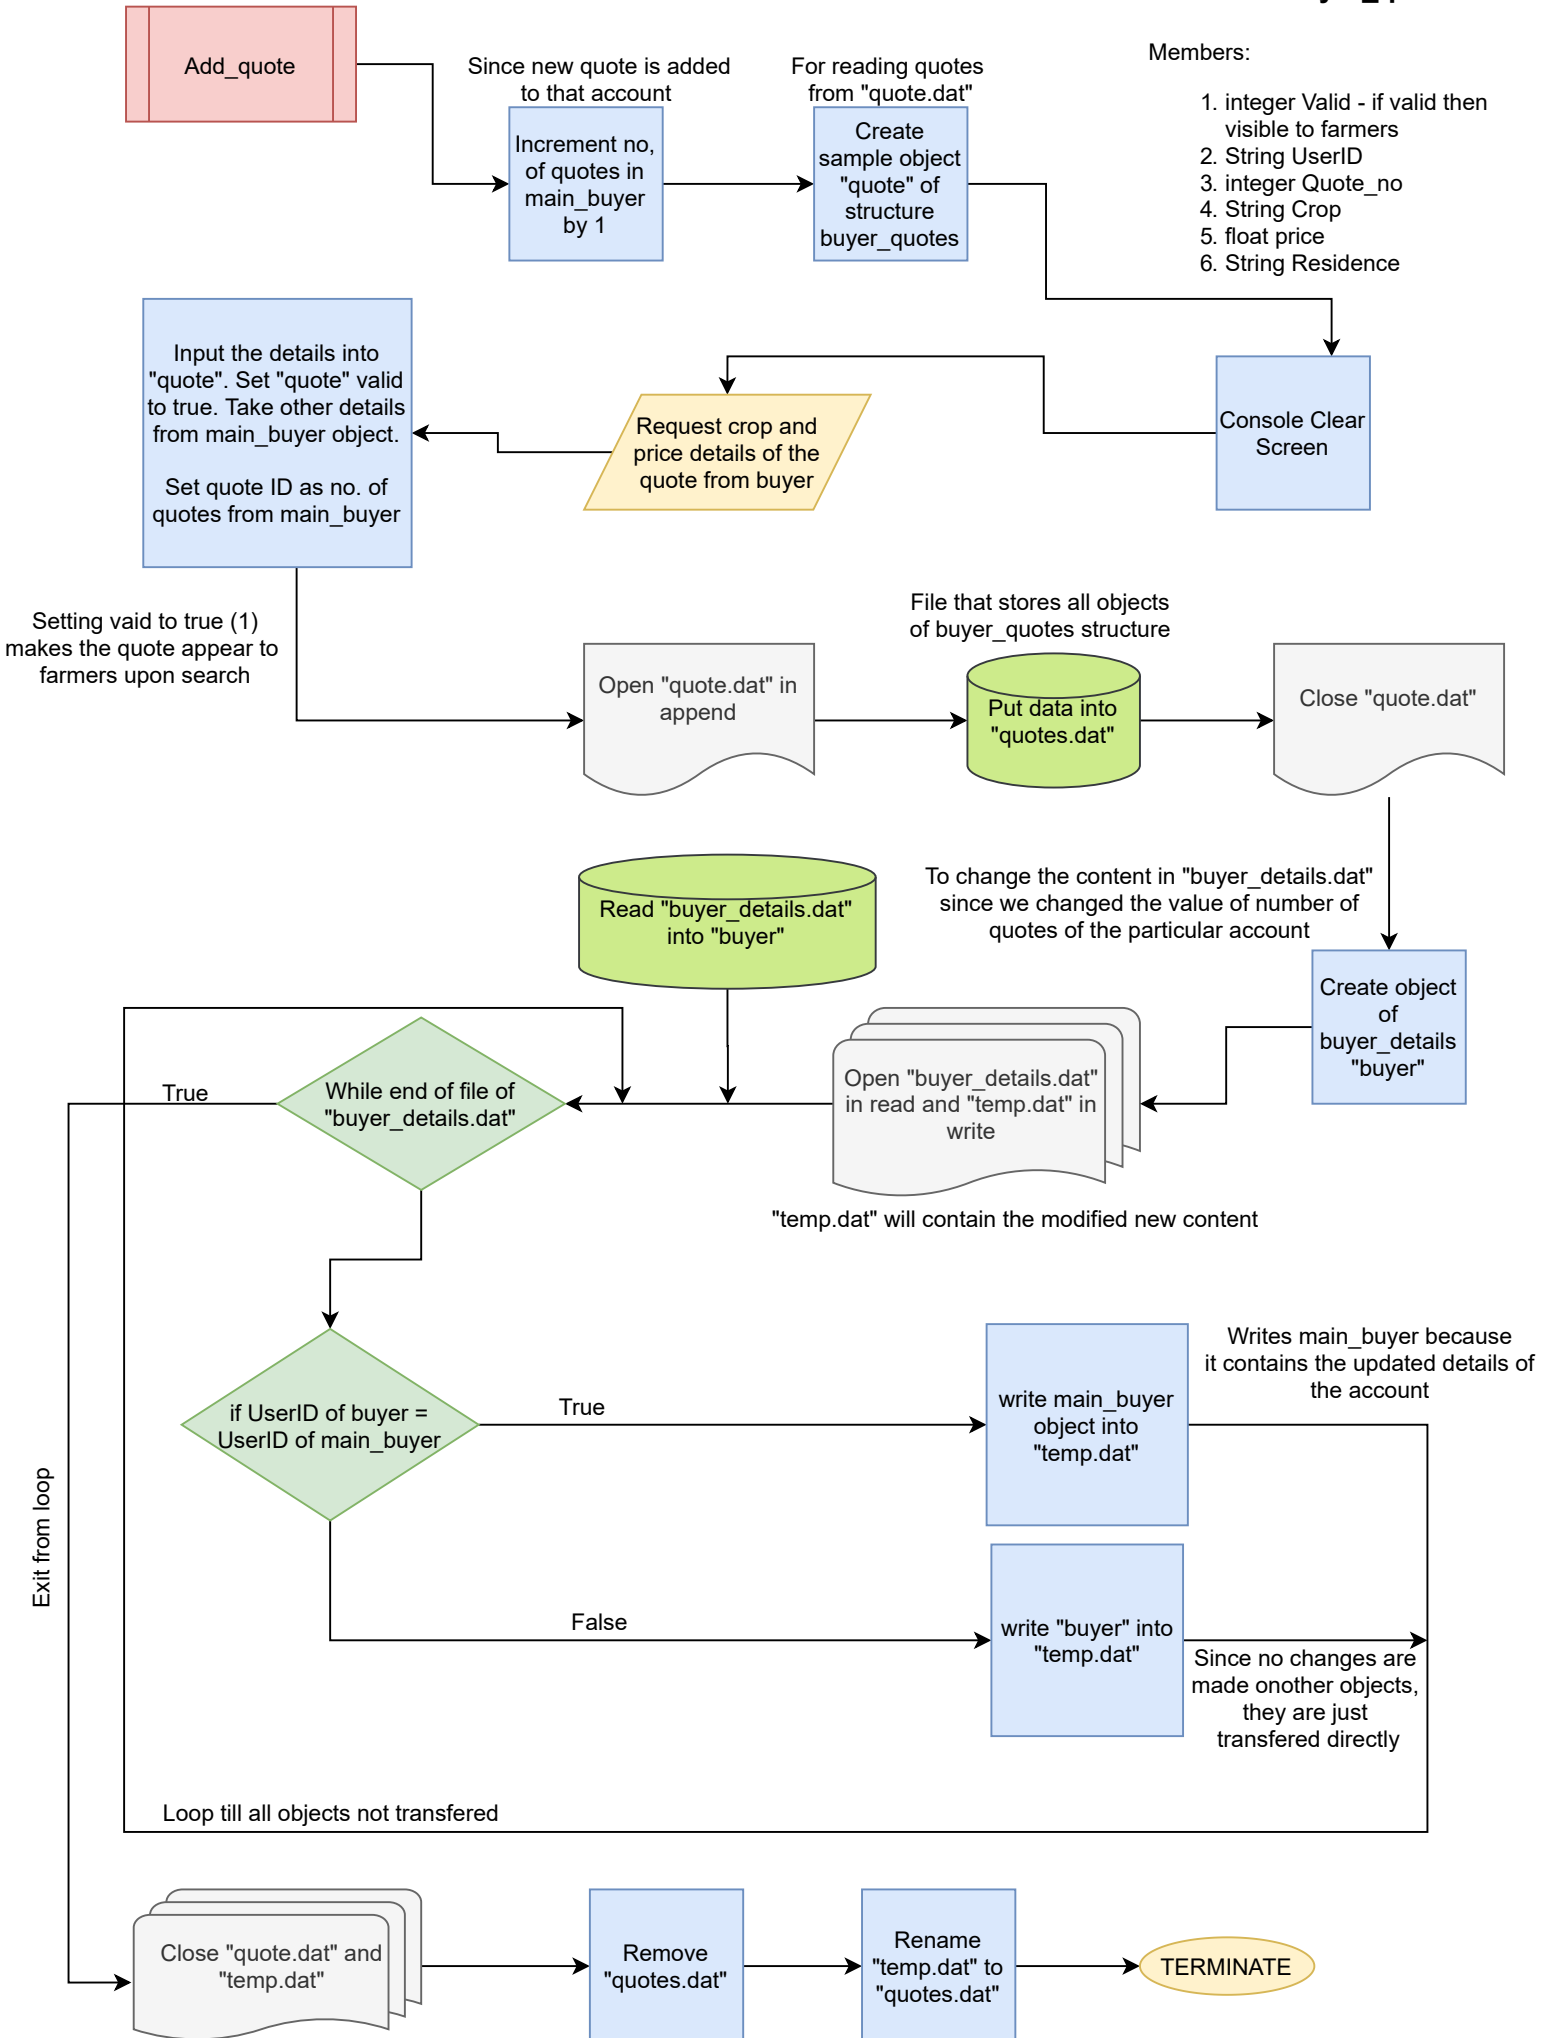 Add_quote
Since new quote is added
to that account
Increment no,
of quotes in
main_buyer
by 1
For reading quotes
from "quote.dat"
Create
sample object
"quote" of
structure
buyer_quotes
Members:
1. integer Valid - if valid then
visible to farmers
2. String UserID
3. integer Quote_no
4. String Crop
5. float price
6. String Residence
Console Clear
Screen
Request crop and
price details of the
quote from buyer
Input the details into
"quote". Set "quote" valid
to true. Take other details
from main_buyer object.
Set quote ID as no. of
quotes from main_buyer
Setting vaid to true (1)
makes the quote appear to
farmers upon search
Open "quote.dat" in
append
File that stores all objects
of buyer_quotes structure
Put data into
"quotes.dat"
Close "quote.dat"
To change the content in "buyer_details.dat"
since we changed the value of number of
quotes of the particular account
Create object
of
buyer_details
"buyer"
Read "buyer_details.dat"
into "buyer"
Open "buyer_details.dat"
in read and "temp.dat" in
write
"temp.dat" will contain the modified new content
While end of file of
"buyer_details.dat"
True
if UserID of buyer =
UserID of main_buyer
True
write main_buyer
object into
"temp.dat"
Writes main_buyer because
it contains the updated details of
the account
False
write "buyer" into
"temp.dat"
Since no changes are
made onother objects,
they are just
transfered directly
Exit from loop
Loop till all objects not transfered
Close "quote.dat" and
"temp.dat"
Remove
"quotes.dat"
Rename
"temp.dat" to
"quotes.dat"
TERMINATE